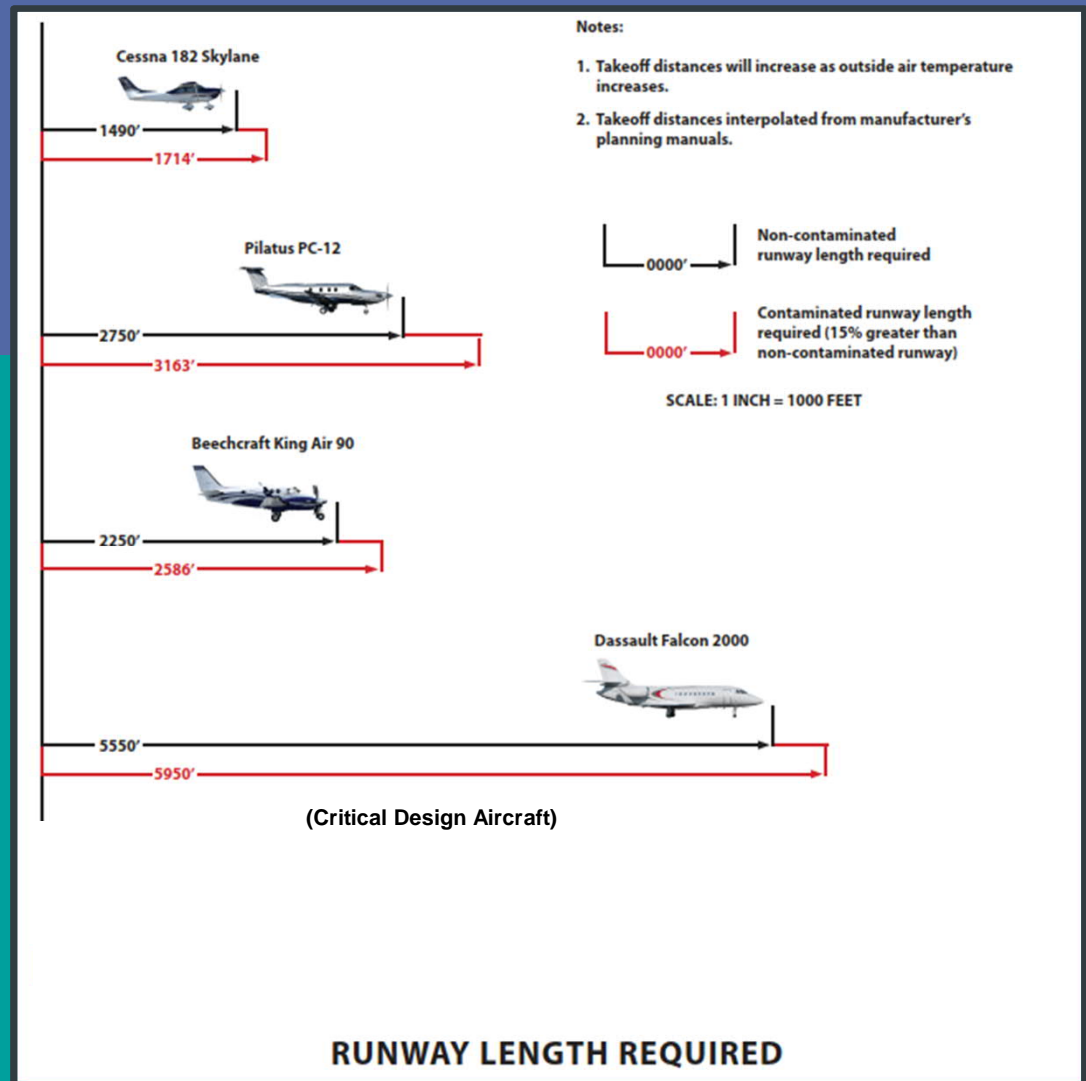 Cessna 182 Skylane
1490′
1714′
Pilatus PC-12
2750′
3163′
Beechcraft King Air 90
2250′
2586′
Dassault Falcon 2000
5550′
5950′
(Critical Design Aircraft)
Notes:
1. Takeoff distances will increase as outside air temperature
increases.
2. Takeoff distances interpolated from manufacturer's
planning manuals.
0000′
Non-contaminated
runway length required
0000′
Contaminated runway length
required (15% greater than
non-contaminated runway)
SCALE: 1 INCH = 1000 FEET
RUNWAY LENGTH REQUIRED